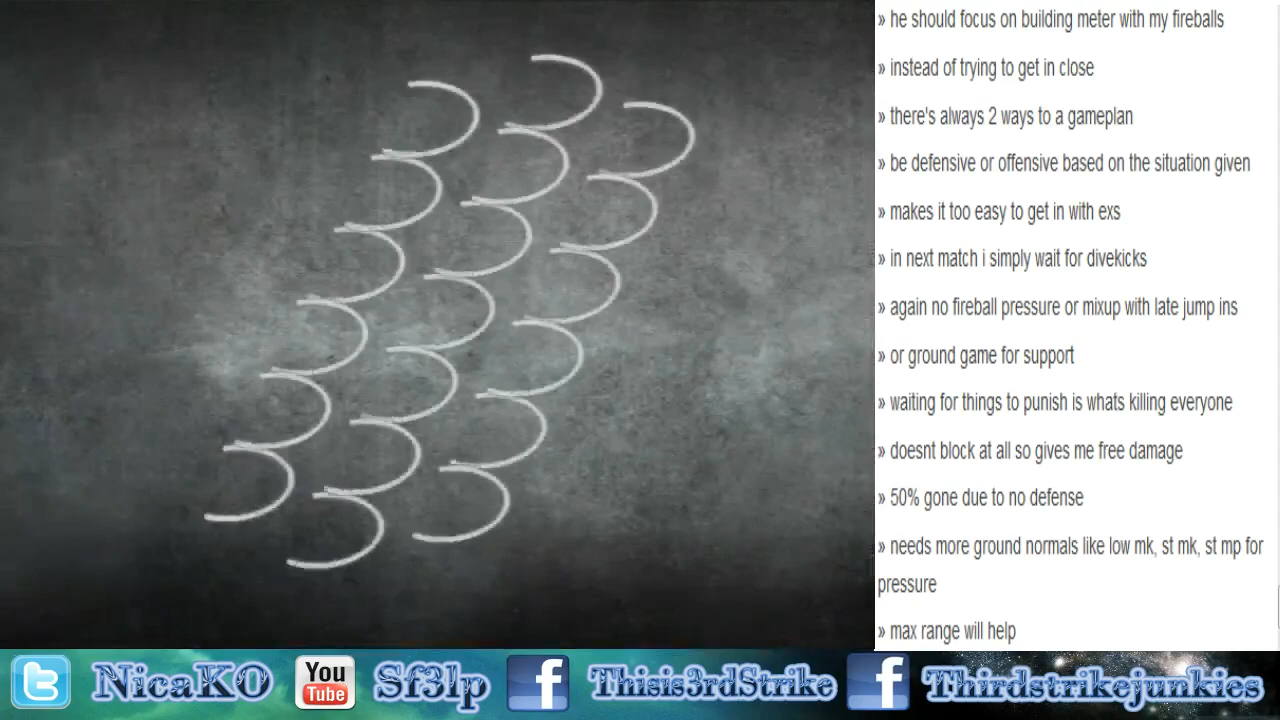 » he should focus on building meter with my fireballs
» instead of trying to get in close
» there's always 2 ways to a gameplan
» be defensive or offensive based on the situation given
» makes it too easy to get in with exs
» in next match i simply wait for divekicks
» again no fireball pressure or mixup with late jump ins
» or ground game for support
» waiting for things to punish is whats killing everyone
» doesnt block at all so gives me free damage
» 50% gone due to no defense
» needs more ground normals like low mk, st mk, st mp for
pressure
» max range will help
NicaKO You Tube Sf3lp f Thisis3rdStrike f Thirdstrikejunkies